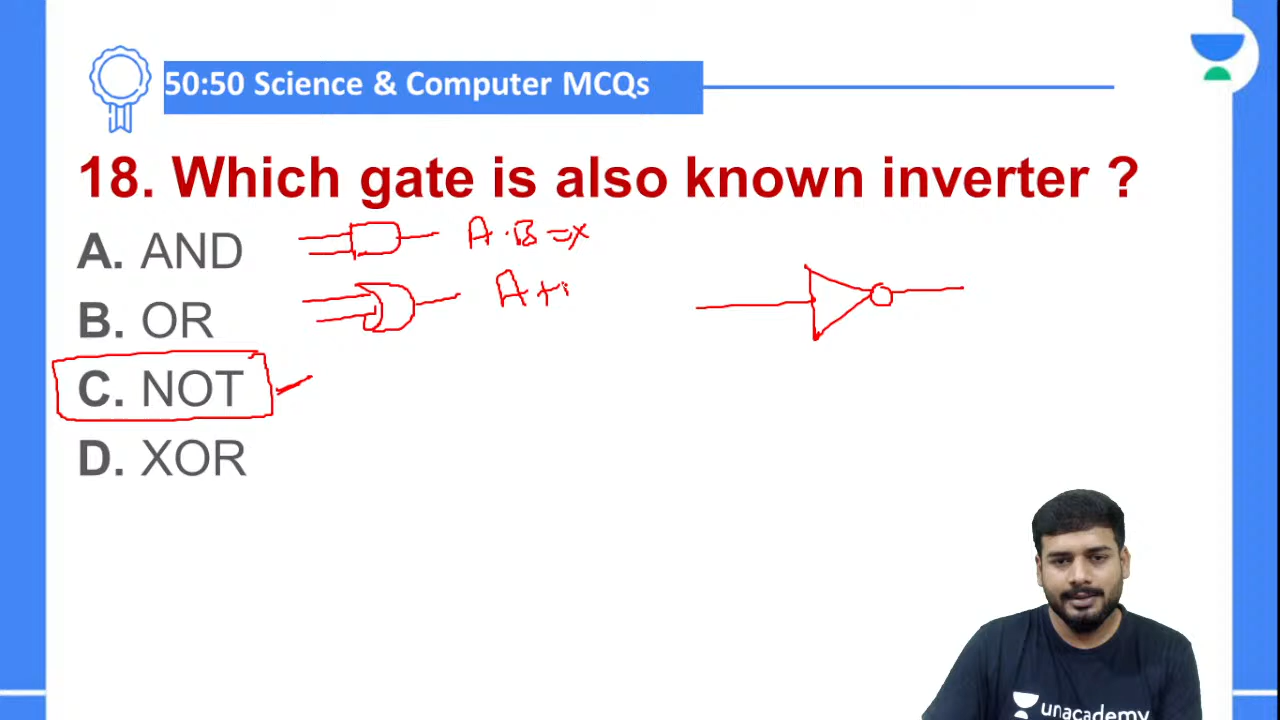 50:50 Science & Computer MCQs
18. Which gate is also known inverter ?
A. AND
A . B = x
B. OR
A +
C. NOT
D. XOR
unacademy